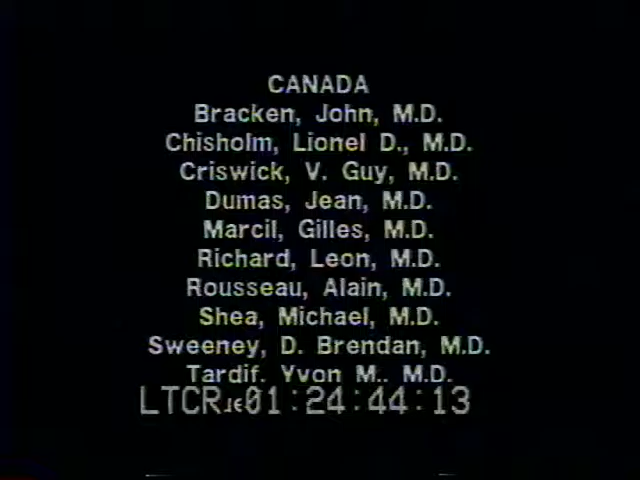 CANADA
Bracken, John, M.D.
Chisholm, Lionel D., M.D.
Criswick, V. Guy, M.D.
Dumas, Jean, M.D.
Marcil, Gilles, M.D.
Richard, Leon, M.D.
Rousseau, Alain, M.D.
Shea, Michael, M.D.
Sweeney, D. Brendan, M.D.
Tardif, Yvon M., M.D.
LTCR 01:24:44:13